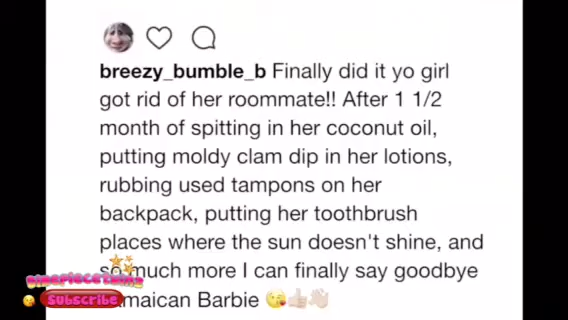 breezy_bumble_b Finally did it yo girl
got rid of her roommate!! After 1 1/2
month of spitting in her coconut oil,
putting moldy clam dip in her lotions,
rubbing used tampons on her
backpack, putting her toothbrush
places where the sun doesn't shine, and
so much more I can finally say goodbye
Jamaican Barbie 😘👍🏻👋🏻
Subscribe